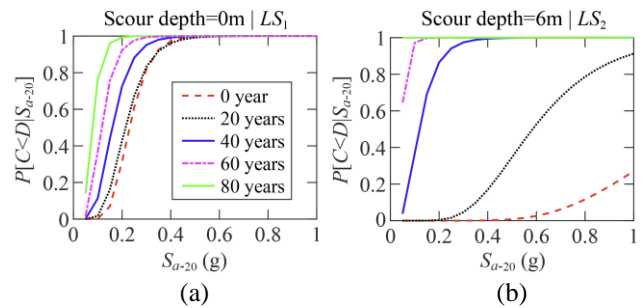 Scour depth=0m | LS₁
P[C<D|Sₐ₋₂₀]
1
0.8
0.6
0.4
0.2
0
0 year
20 years
40 years
60 years
80 years
0 0.2 0.4 0.6 0.8 1
Sₐ₋₂₀ (g)
(a)
Scour depth=6m | LS₂
P[C<D|Sₐ₋₂₀]
1
0.8
0.6
0.4
0.2
0
0 0.2 0.4 0.6 0.8 1
Sₐ₋₂₀ (g)
(b)